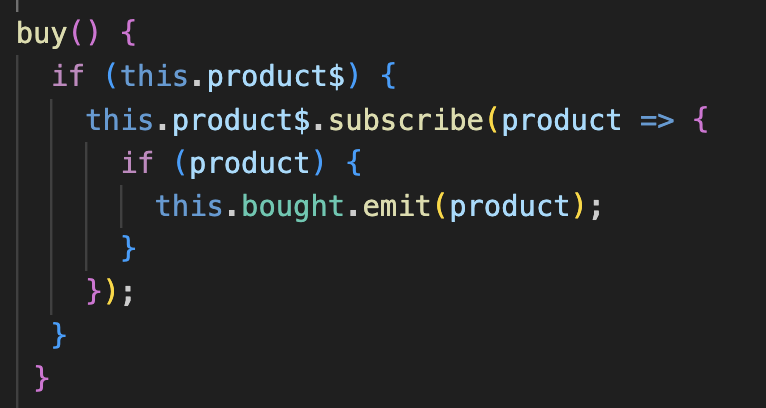 buy() {
if (this.product$) {
this.product$.subscribe(product => {
if (product) {
this.bought.emit(product);
}
});
}
}